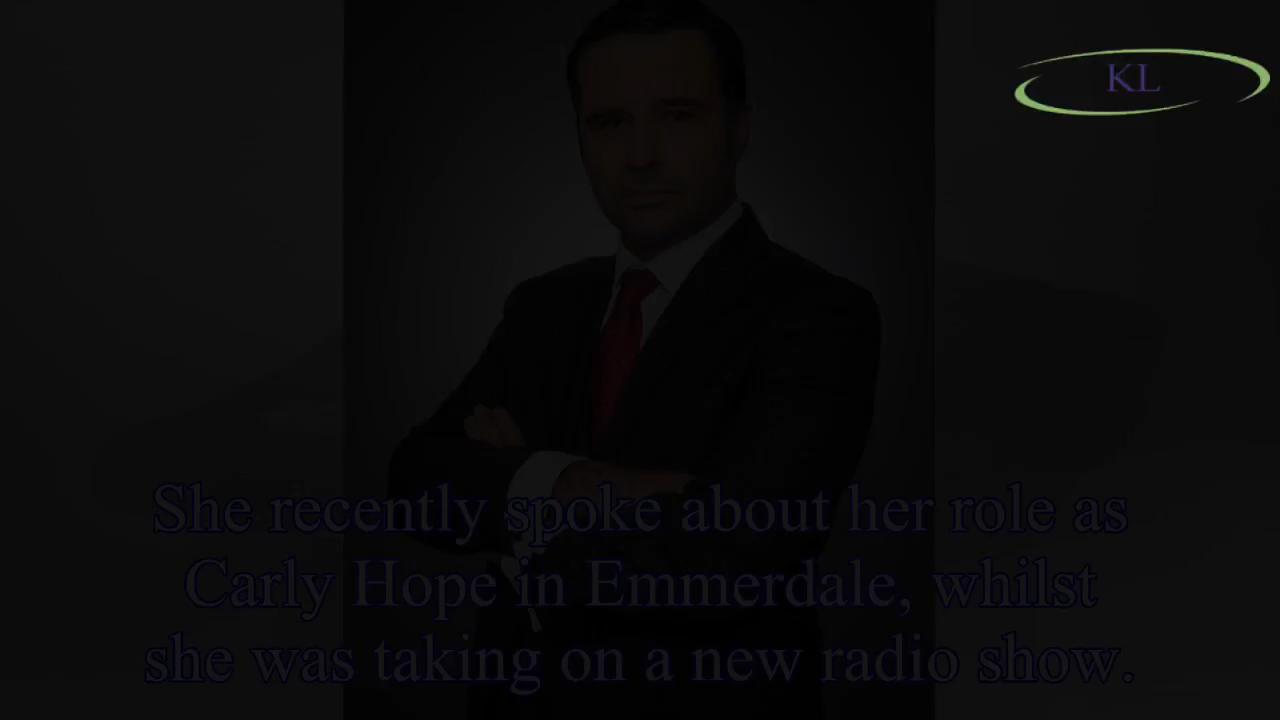 KL
She recently spoke about her role as
Carly Hope in Emmerdale, whilst
she was taking on a new radio show.